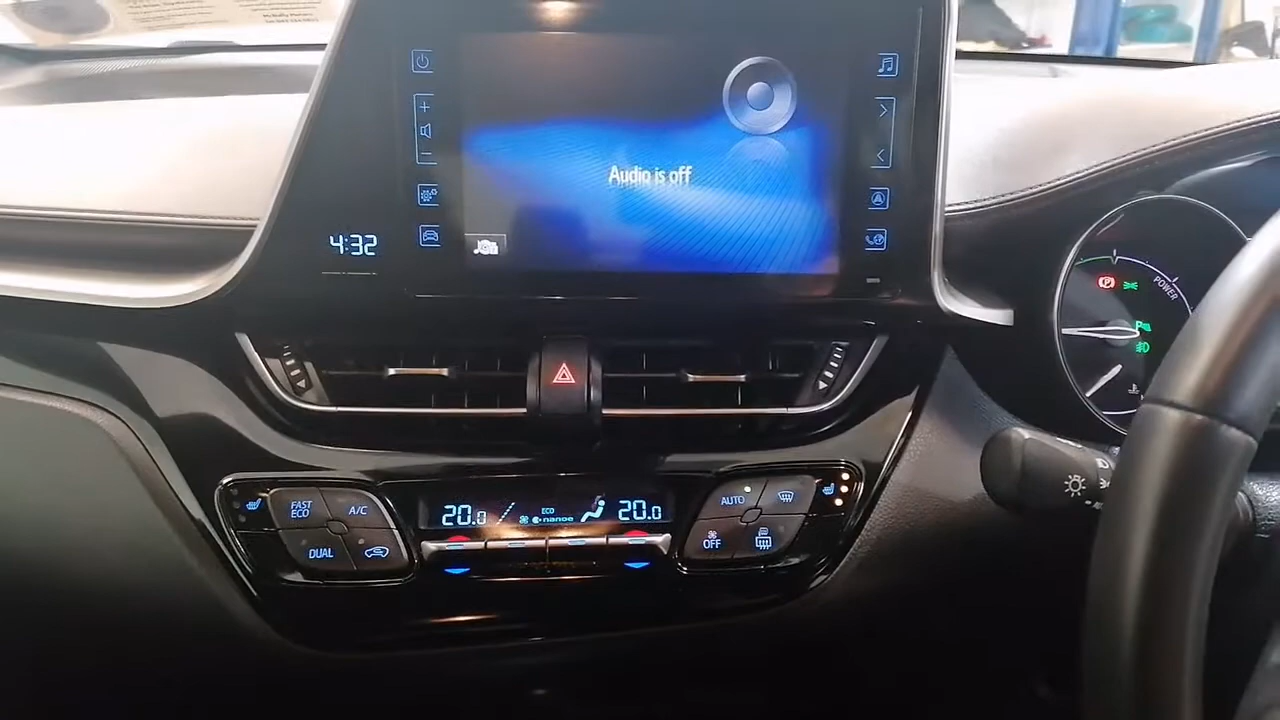 Audio is off
4:32
POWER
FAST
ECO
A/C
DUAL
20.0
ECO
nanoe
20.0
AUTO
OFF